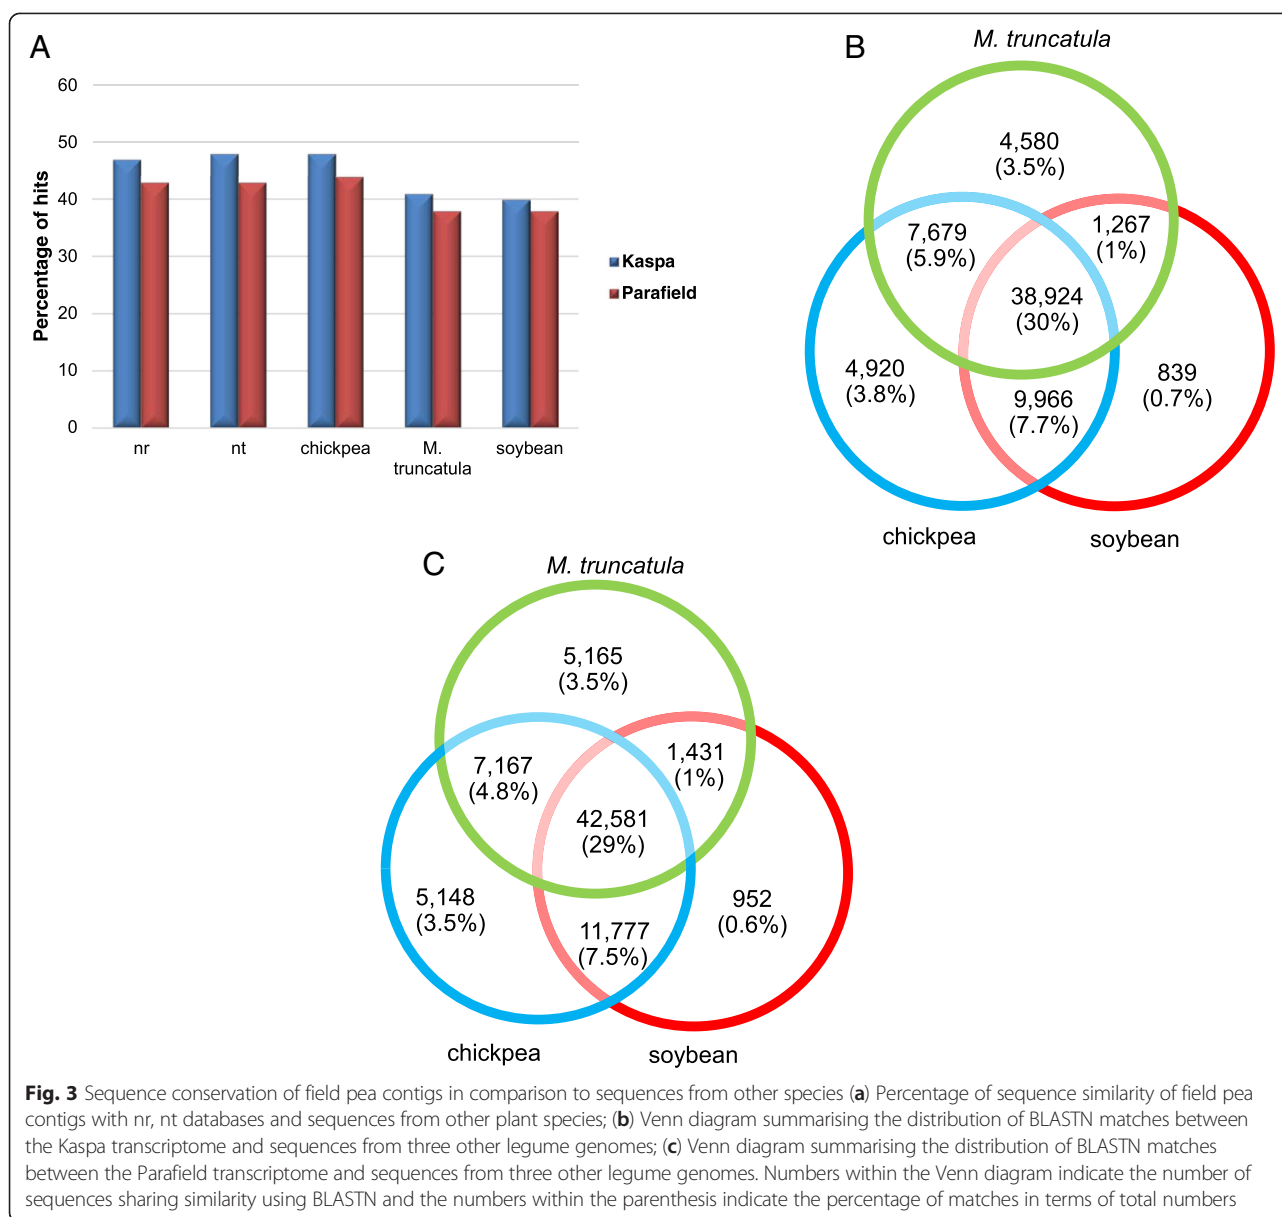 A
60
50
40
30
20
10
0
Percentage of hits
nr
nt
chickpea
M.
truncatula
soybean
Kaspa
Parafield
B
M. truncatula
4,580
(3.5%)
7,679
(5.9%)
1,267
(1%)
38,924
(30%)
4,920
(3.8%)
9,966
(7.7%)
839
(0.7%)
chickpea
soybean
C
M. truncatula
5,165
(3.5%)
7,167
(4.8%)
1,431
(1%)
42,581
(29%)
5,148
(3.5%)
11,777
(7.5%)
952
(0.6%)
chickpea
soybean
Fig. 3 Sequence conservation of field pea contigs in comparison to sequences from other species (a) Percentage of sequence similarity of field pea
contigs with nr, nt databases and sequences from other plant species; (b) Venn diagram summarising the distribution of BLASTN matches between
the Kaspa transcriptome and sequences from three other legume genomes; (c) Venn diagram summarising the distribution of BLASTN matches
between the Parafield transcriptome and sequences from three other legume genomes. Numbers within the Venn diagram indicate the number of
sequences sharing similarity using BLASTN and the numbers within the parenthesis indicate the percentage of matches in terms of total numbers